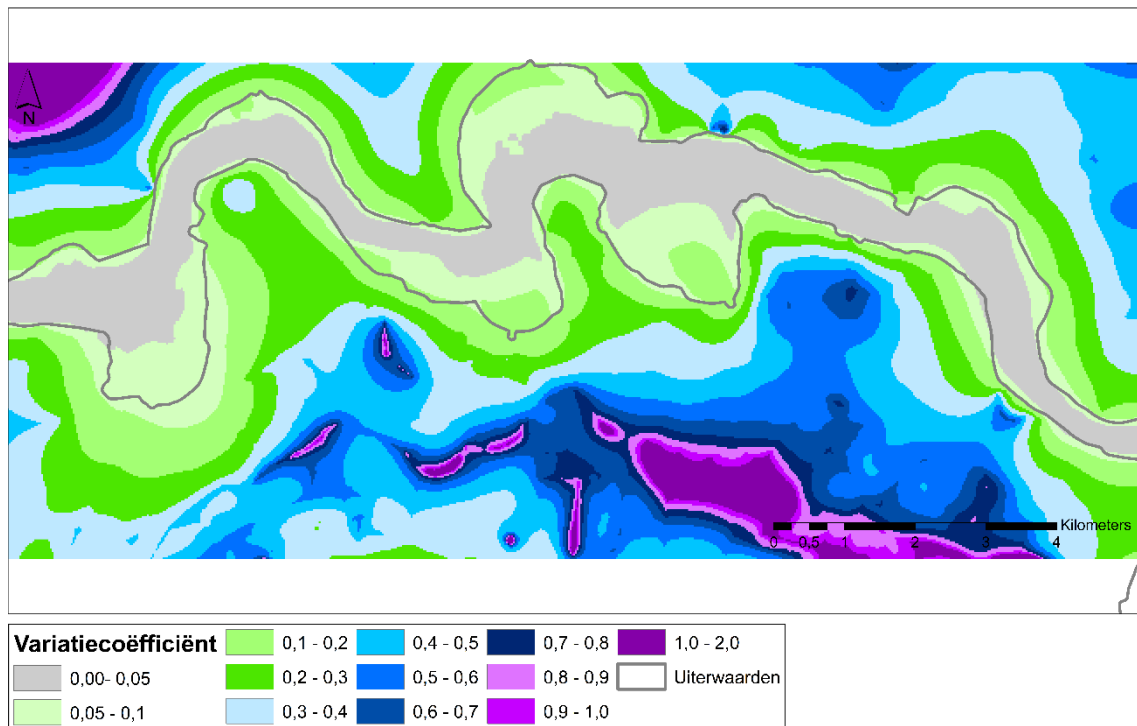 N
Kilometers
0 0,5 1 2 3 4
Variatiecoëfficiënt
0,00- 0,05
0,05 - 0,1
0,1 - 0,2
0,2 - 0,3
0,3 - 0,4
0,4 - 0,5
0,5 - 0,6
0,6 - 0,7
0,7 - 0,8
0,8 - 0,9
0,9 - 1,0
1,0 - 2,0
Uiterwaarden